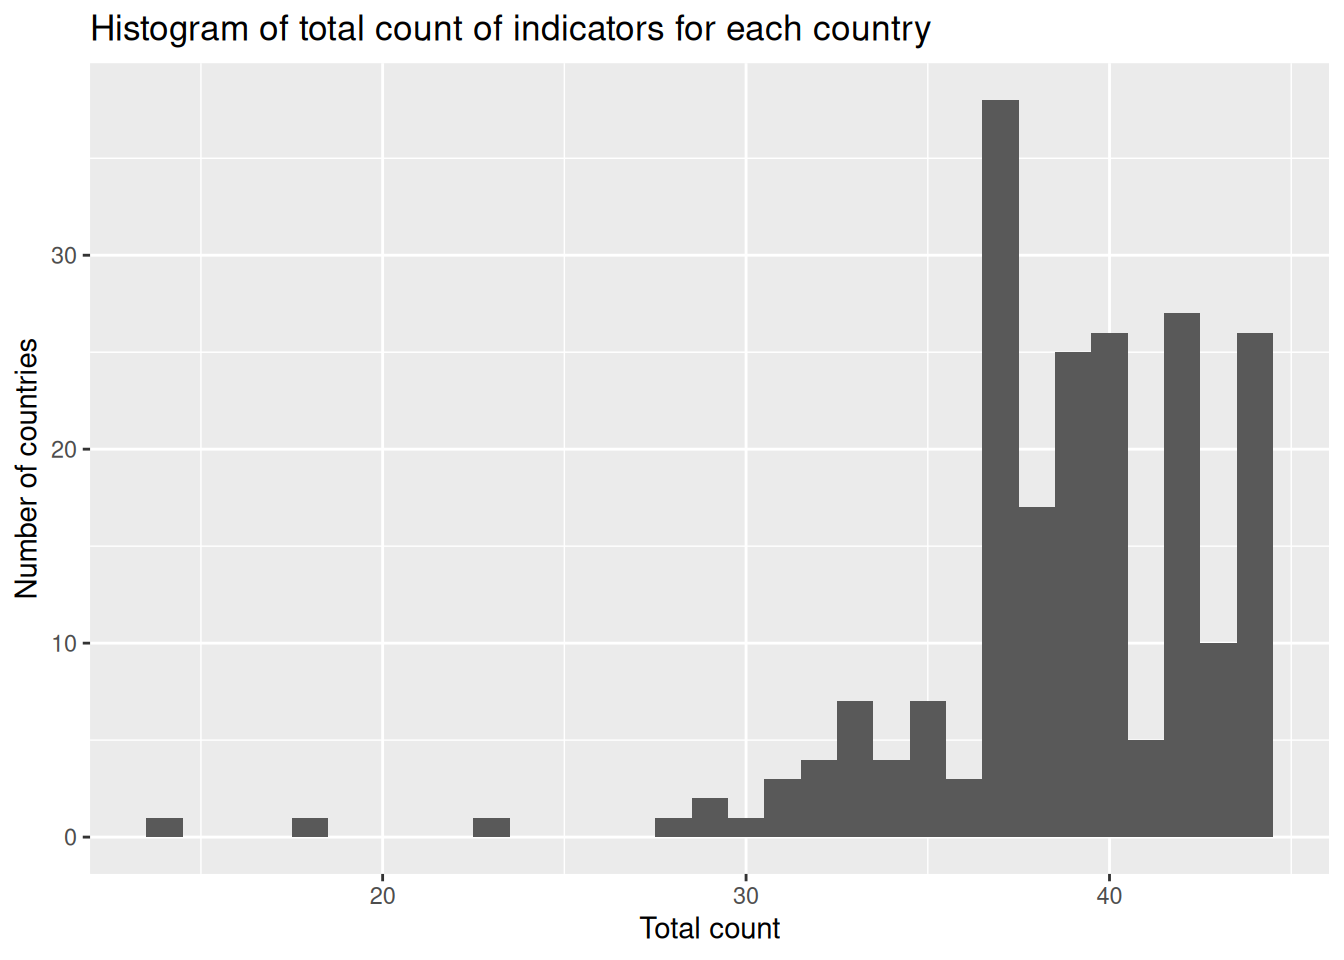 Histogram of total count of indicators for each country
Number of countries
30
20
10
0
20 30 40
Total count